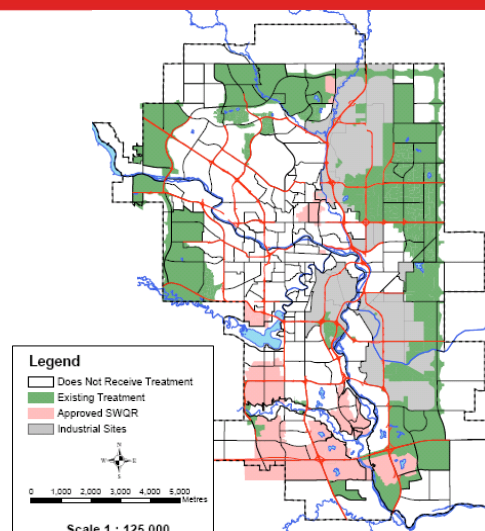 Legend
Does Not Receive Treatment
Existing Treatment
Approved SWQR
Industrial Sites
N
W E
S
0 1,000 2,000 3,000 4,000 5,000
Metres
Scale 1 : 125,000